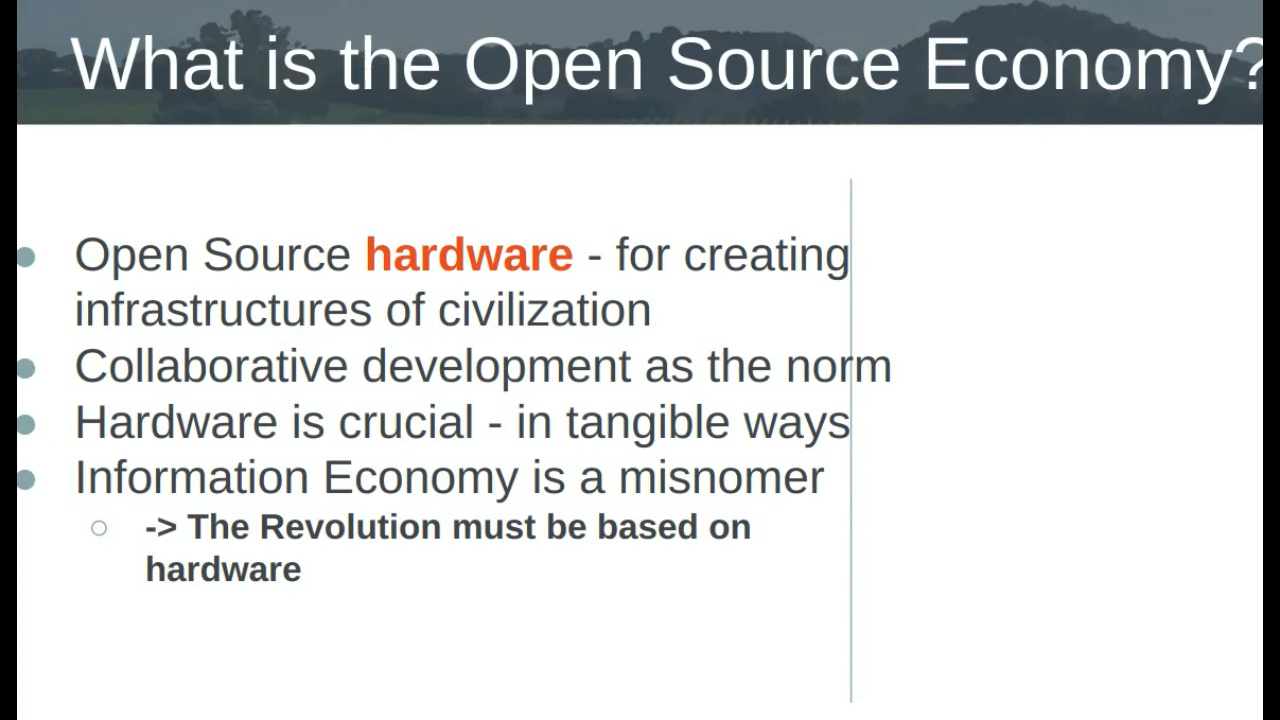 What is the Open Source Economy?
Open Source hardware - for creating
infrastructures of civilization
Collaborative development as the norm
Hardware is crucial - in tangible ways
Information Economy is a misnomer
-> The Revolution must be based on
hardware